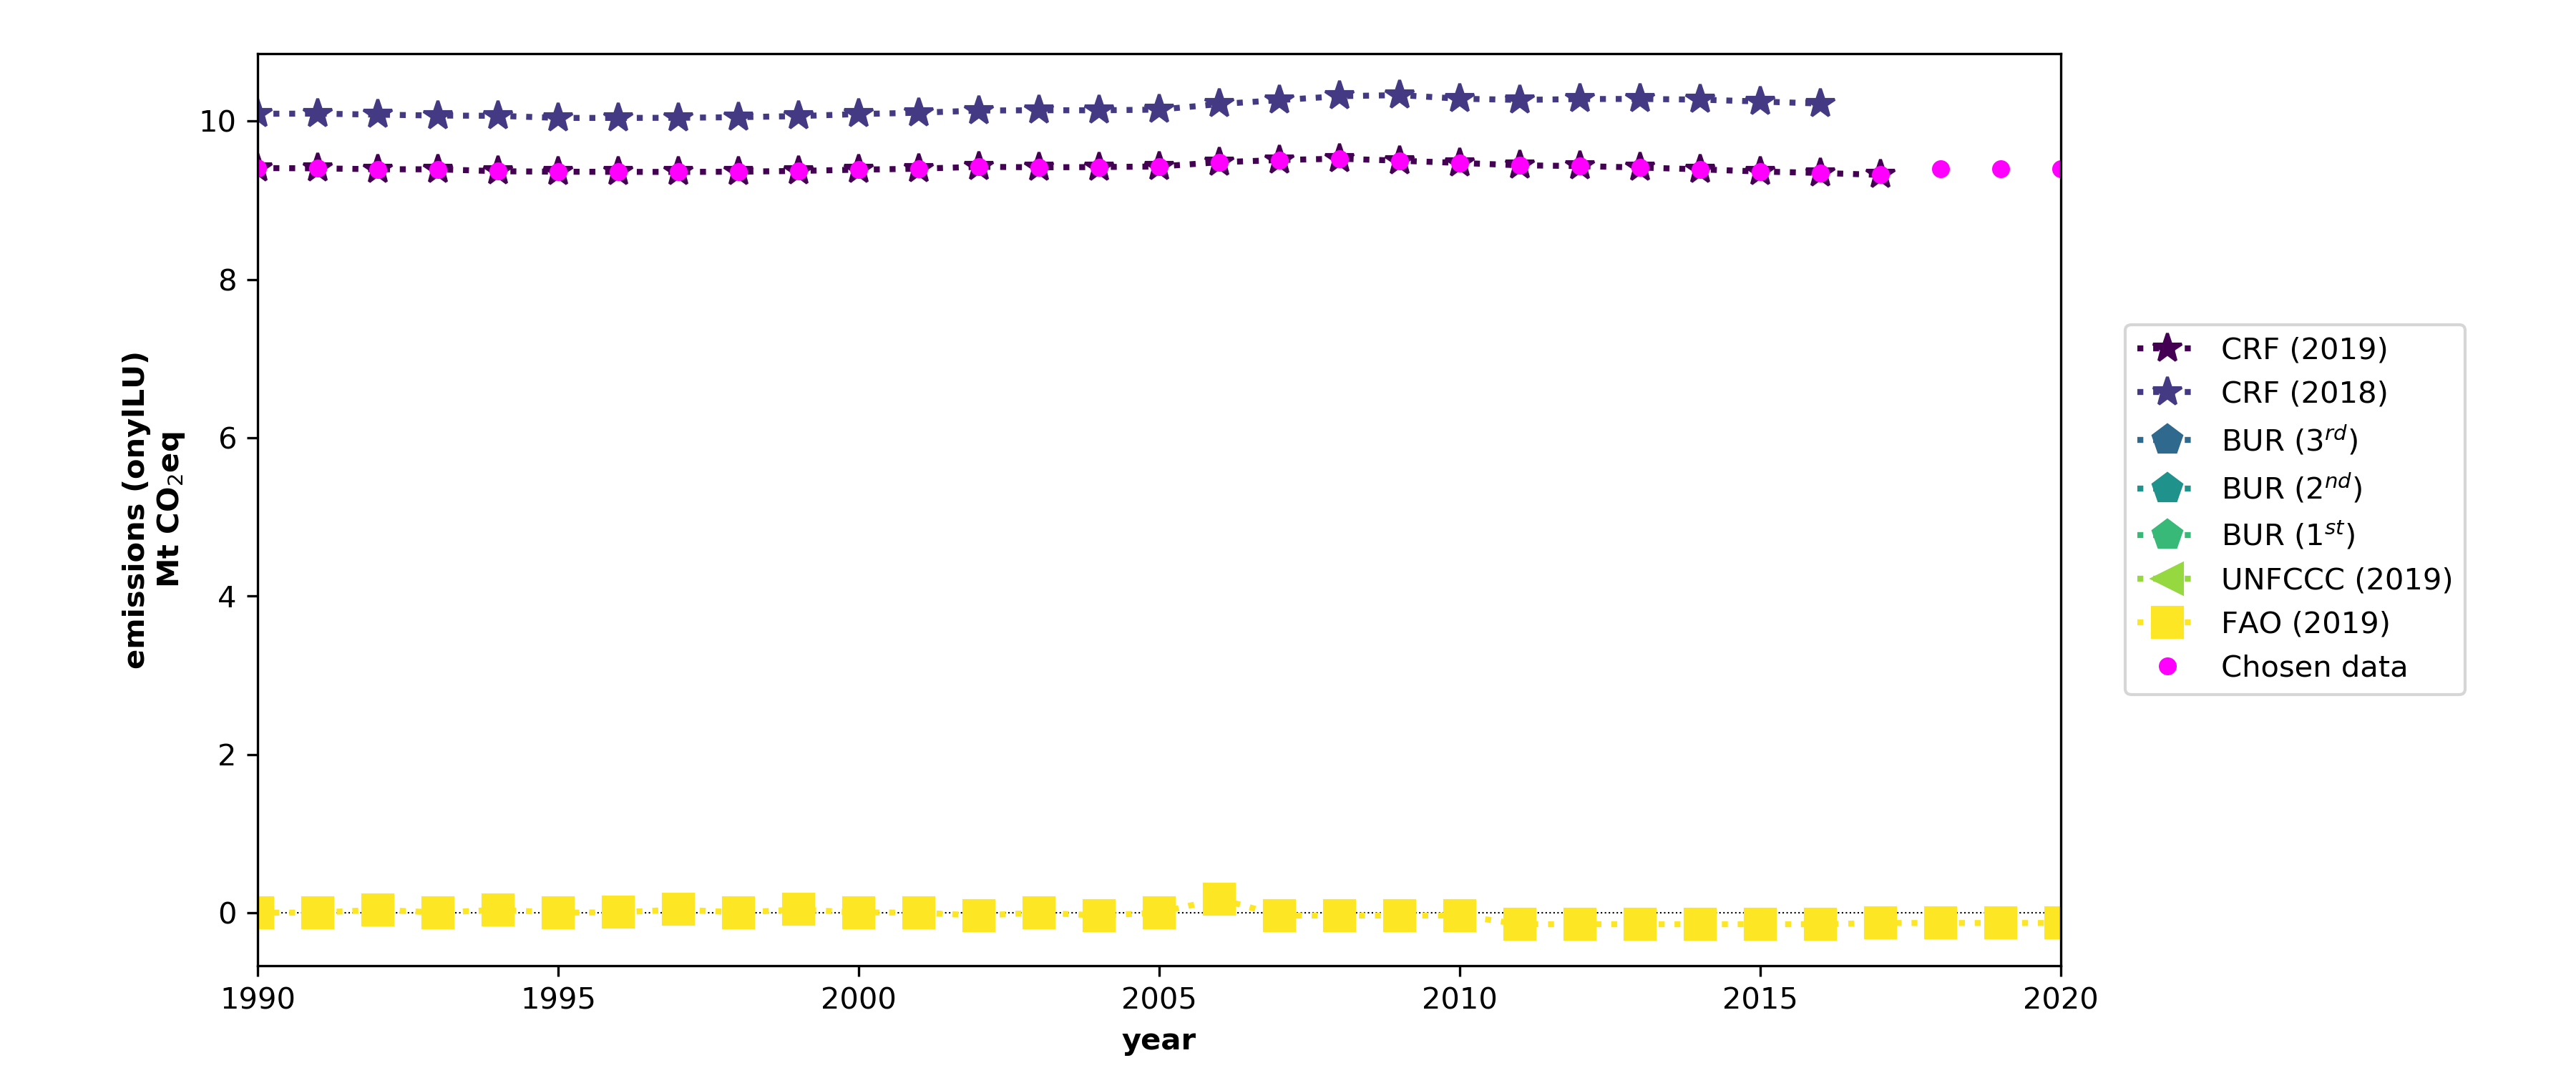 emissions (onylLU)
Mt CO₂eq
10
8
6
4
2
0
1990
1995
2000
2005
2010
2015
2020
year
CRF (2019)
CRF (2018)
BUR (3ʳᵈ)
BUR (2ⁿᵈ)
BUR (1ˢᵗ)
UNFCCC (2019)
FAO (2019)
Chosen data